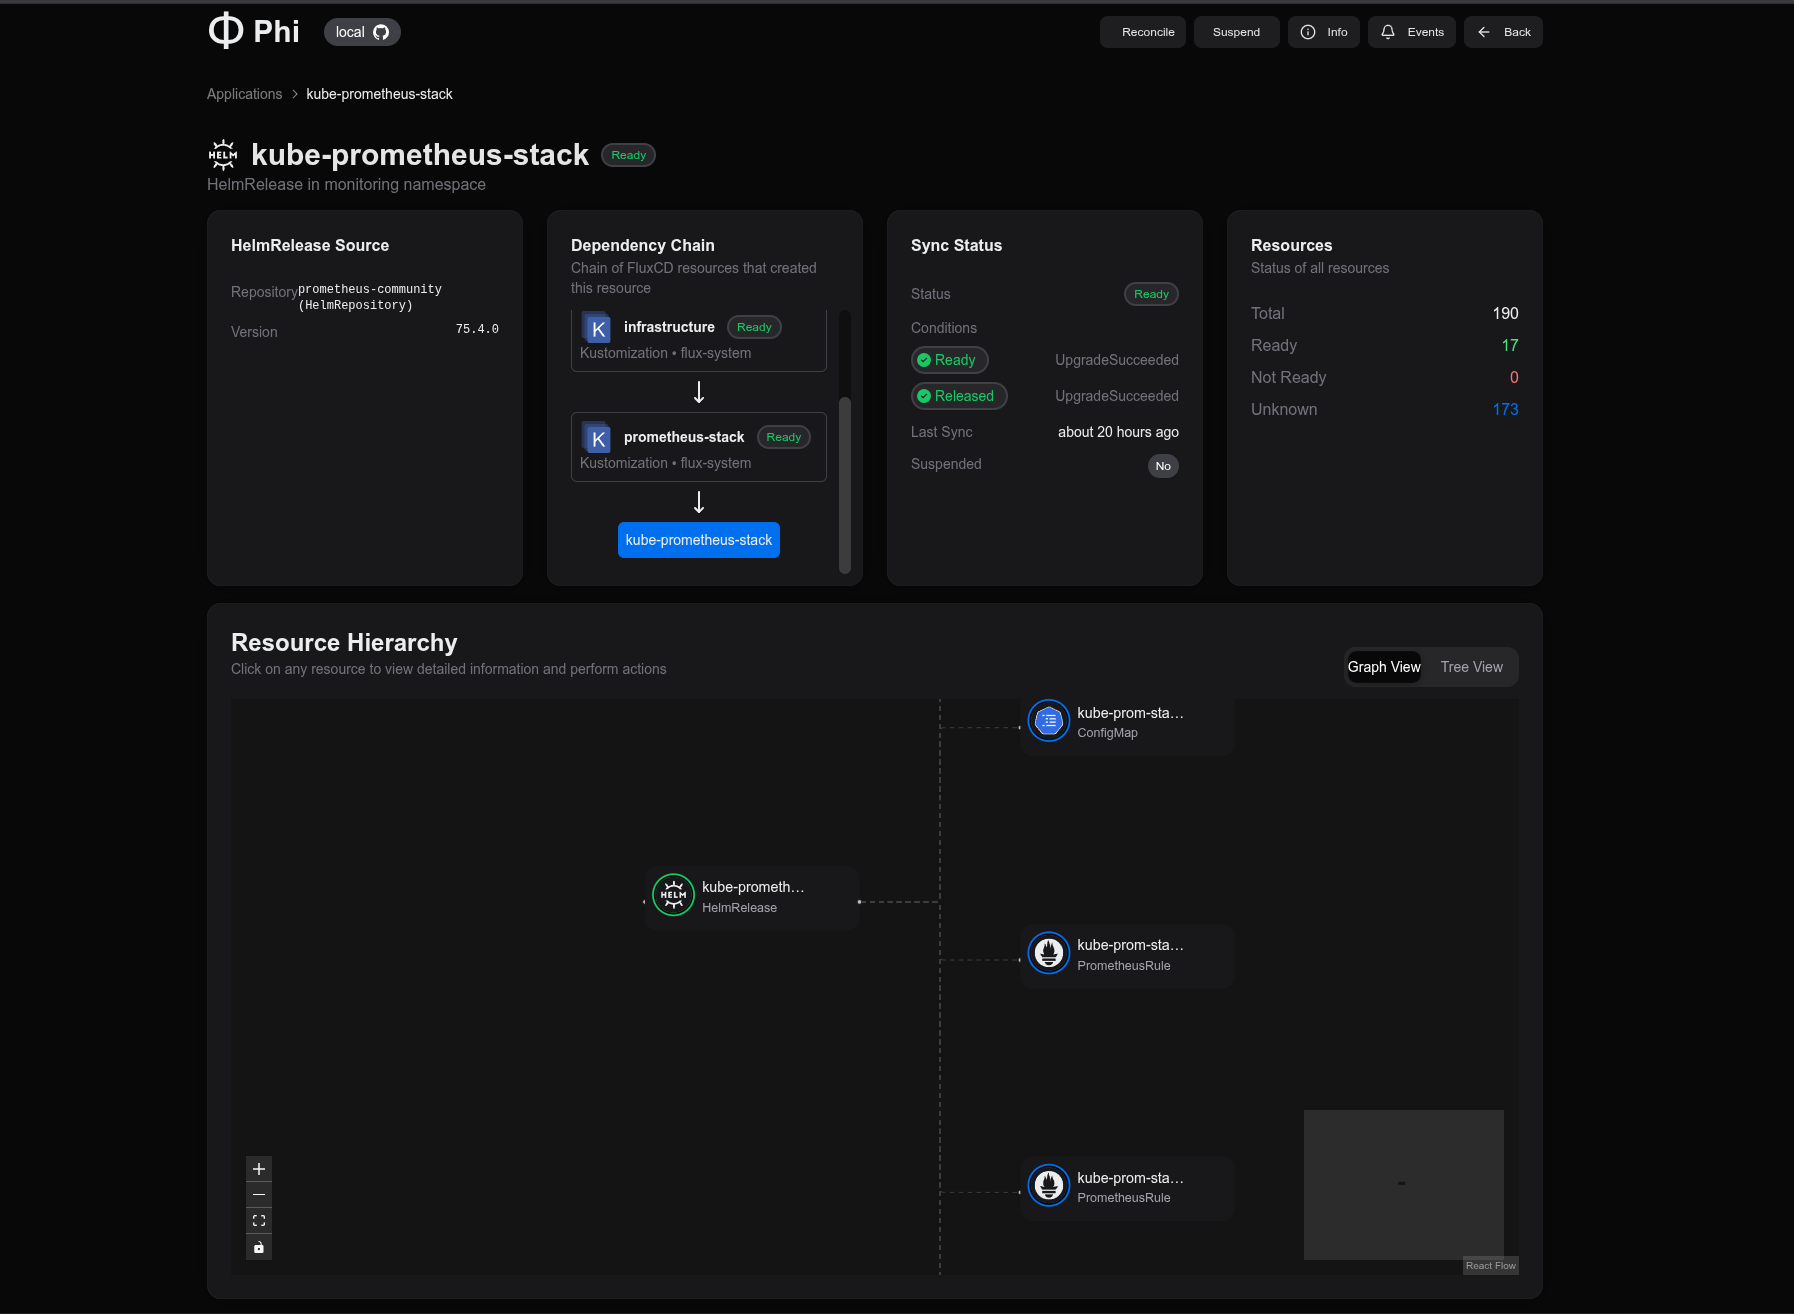 Phi
local
Reconcile
Suspend
Info
Events
Back
Applications
kube-prometheus-stack
HELM
kube-prometheus-stack
Ready
HelmRelease in monitoring namespace
HelmRelease Source
Repository
prometheus-community
(HelmRepository)
Version
75.4.0
Dependency Chain
Chain of FluxCD resources that created
this resource
K
infrastructure
Ready
Kustomization • flux-system
K
prometheus-stack
Ready
Kustomization • flux-system
kube-prometheus-stack
Sync Status
Status
Ready
Conditions
Ready
UpgradeSucceeded
Released
UpgradeSucceeded
Last Sync
about 20 hours ago
Suspended
No
Resources
Status of all resources
Total
190
Ready
17
Not Ready
0
Unknown
173
Resource Hierarchy
Click on any resource to view detailed information and perform actions
Graph View
Tree View
kube-prom-sta…
ConfigMap
HELM
kube-prometh…
HelmRelease
kube-prom-sta…
PrometheusRule
kube-prom-sta…
PrometheusRule
React Flow